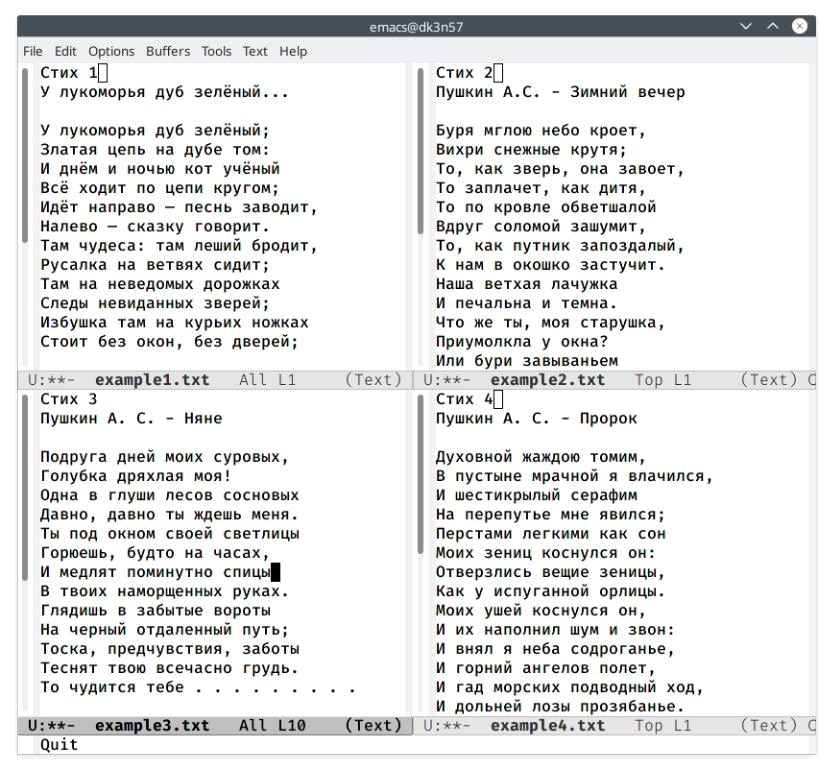 emacs@dk3n57
File Edit Options Buffers Tools Text Help
Стих 1
У лукоморья дуб зелёный...
У лукоморья дуб зелёный;
Златая цепь на дубе том:
И днём и ночью кот учёный
Всё ходит по цепи кругом;
Идёт направо — песнь заводит,
Налево — сказку говорит.
Там чудеса: там леший бродит,
Русалка на ветвях сидит;
Там на неведомых дорожках
Следы невиданных зверей;
Избушка там на курьих ножках
Стоит без окон, без дверей;
U:**- example1.txt All L1 (Text)
Стих 2
Пушкин А.С. - Зимний вечер
Буря мглою небо кроет,
Вихри снежные крутя;
То, как зверь, она завоет,
То заплачет, как дитя,
То по кровле обветшалой
Вдруг соломой зашумит,
То, как путник запоздалый,
К нам в окошко застучит.
Наша ветхая лачужка
И печальна и темна.
Что же ты, моя старушка,
Приумолкла у окна?
Или бури завываньем
U:**- example2.txt Top L1 (Text) C
Стих 3
Пушкин А. С. - Няне
Подруга дней моих суровых,
Голубка дряхлая моя!
Одна в глуши лесов сосновых
Давно, давно ты ждешь меня.
Ты под окном своей светлицы
Горюешь, будто на часах,
И медлят поминутно спицы
В твоих наморщенных руках.
Глядишь в забытые вороты
На черный отдаленный путь;
Тоска, предчувствия, заботы
Теснят твою всечасно грудь.
То чудится тебе . . . . . . . . .
U:**- example3.txt All L10 (Text)
Стих 4
Пушкин А. С. - Пророк
Духовной жаждою томим,
В пустыне мрачной я влачился,
И шестикрылый серафим
На перепутье мне явился;
Перстами легкими как сон
Моих зениц коснулся он:
Отверзлись вещие зеницы,
Как у испуганной орлицы.
Моих ушей коснулся он,
И их наполнил шум и звон:
И внял я неба содроганье,
И горний ангелов полет,
И гад морских подводный ход,
И дольней лозы прозябанье.
U:**- example4.txt Top L1 (Text) C
Quit